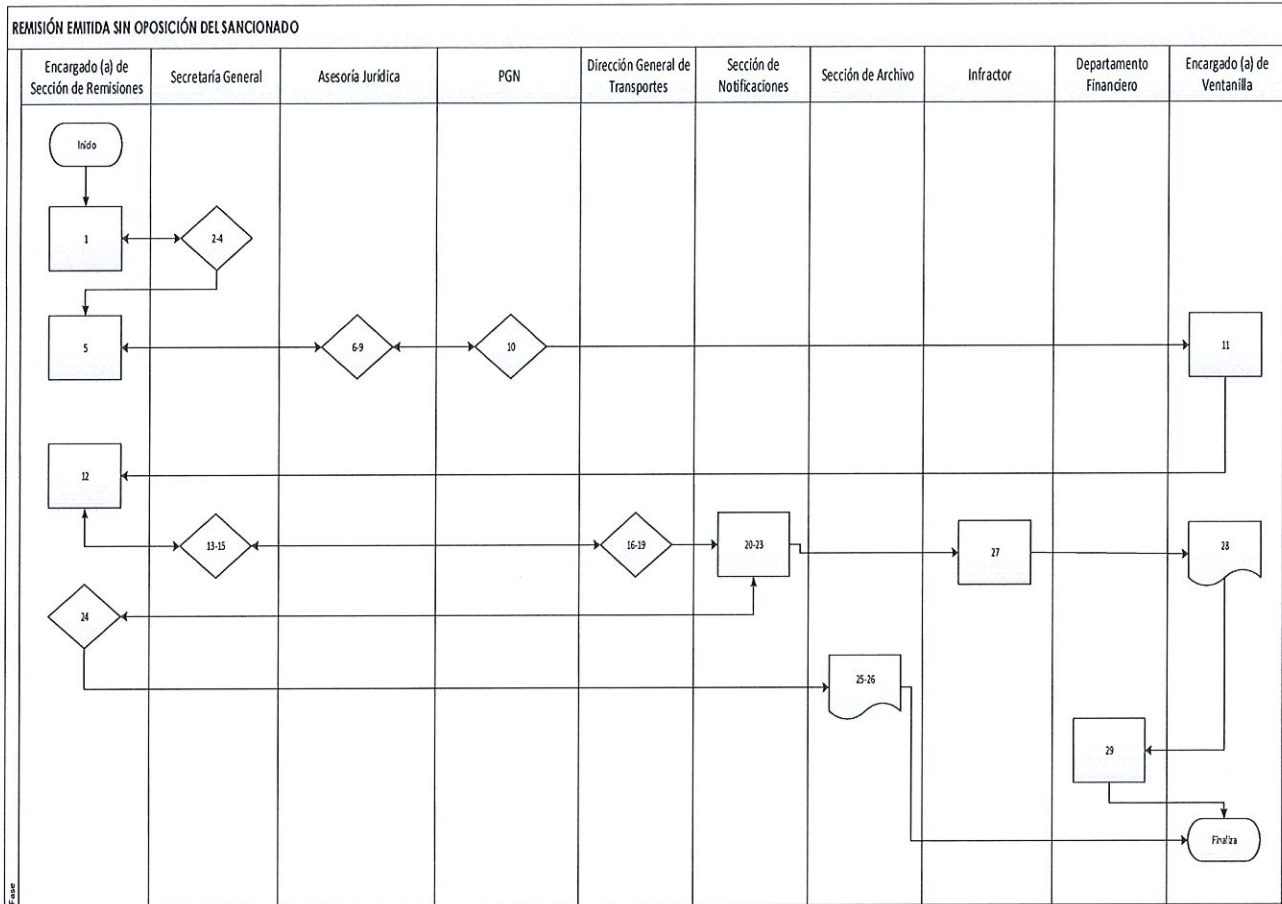 REMISIÓN EMITIDA SIN OPOSICIÓN DEL SANCIONADO
Encargado (a) de
Sección de Remisiones
Secretaría General
Asesoría Jurídica
PGN
Dirección General de
Transportes
Sección de
Notificaciones
Sección de Archivo
Infractor
Departamento
Financiero
Encargado (a) de
Ventanilla
Inicio
1
2-4
5
6-9
10
11
12
13-15
16-19
20-23
27
28
24
25-26
29
Finaliza
Fase